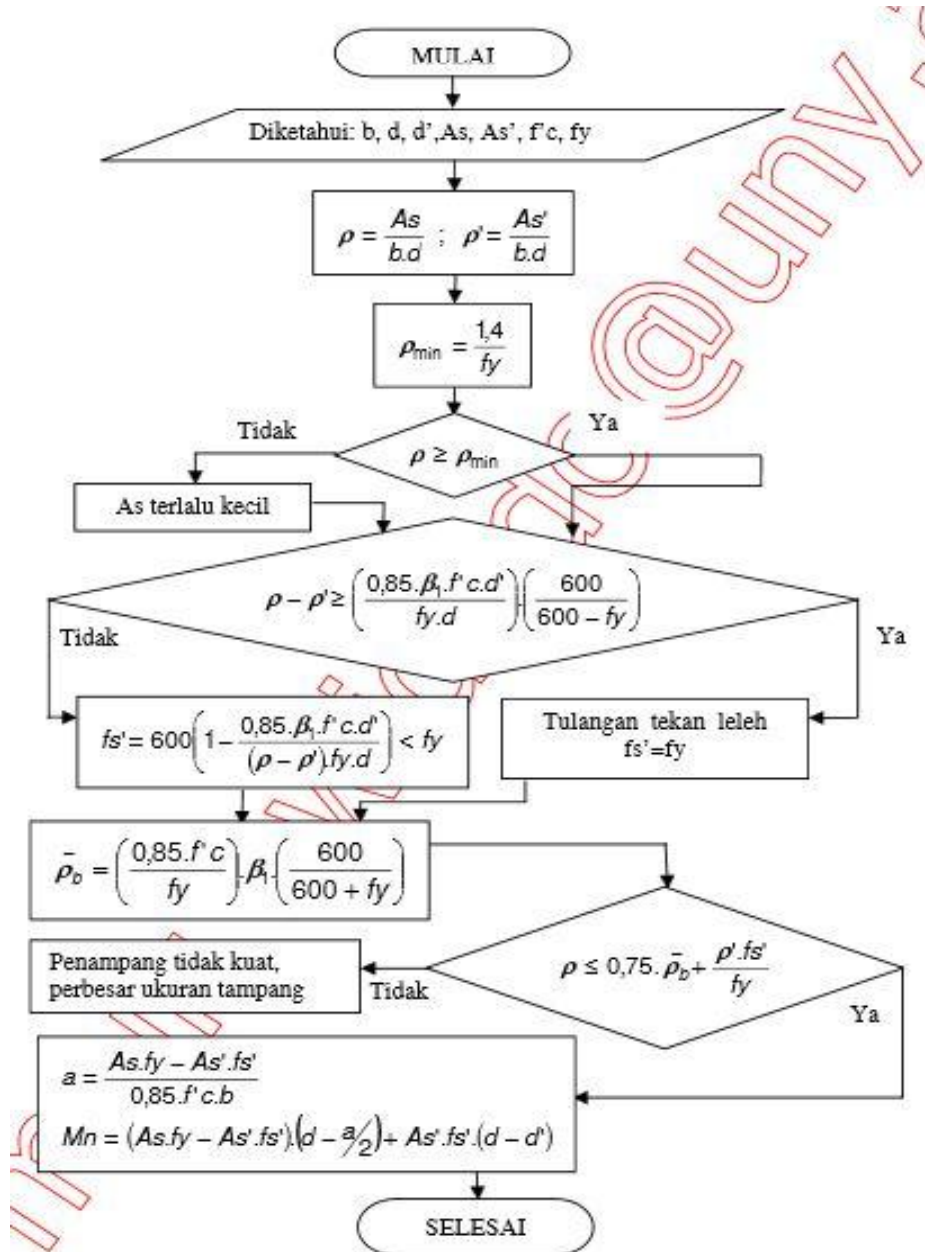 MULAI
Diketahui: b, d, d’,As, As’, f’c, fy
ρ = As/b.d ; ρ' = As'/b.d
ρmin = 1,4/fy
Tidak
Ya
ρ ≥ ρmin
As terlalu kecil
ρ – ρ' ≥ (0,85.β1.f'c.d'/fy.d).(600/600 – fy)
Tidak
Ya
fs' = 600(1 – 0,85.β1.f'c.d'/(ρ – ρ').fy.d) < fy
Tulangan tekan leleh
fs’=fy
ρ̄b = (0,85.f'c/fy).β1.(600/600 + fy)
ρ ≤ 0,75.ρ̄b + ρ'.fs'/fy
Penampang tidak kuat,
perbesar ukuran tampang
Tidak
Ya
a = As.fy – As'.fs'/0,85.f'c.b
Mn = (As.fy – As'.fs').(d – a/2) + As'.fs'.(d – d')
SELESAI
@uny.